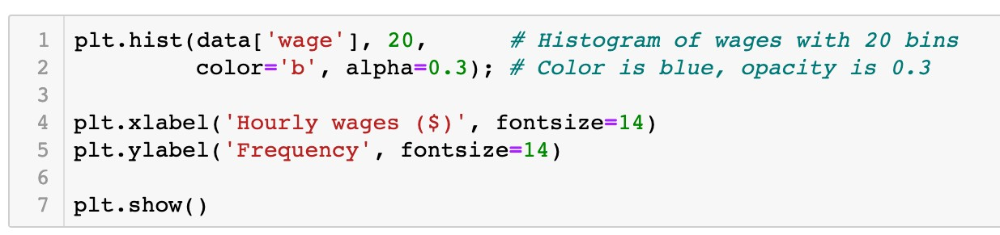 1 plt.hist(data['wage'], 20,       # Histogram of wages with 20 bins
2          color='b', alpha=0.3); # Color is blue, opacity is 0.3
3
4 plt.xlabel('Hourly wages ($)', fontsize=14)
5 plt.ylabel('Frequency', fontsize=14)
6
7 plt.show()